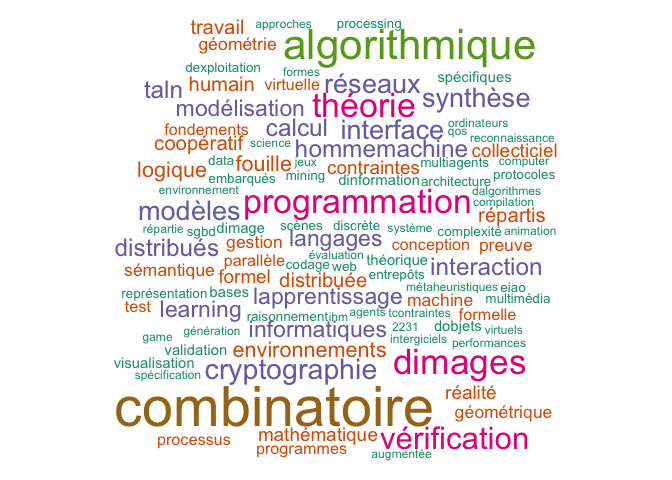 travail approches processing
géométrie algorithmique
dexploitation formes
taln humain virtuelle réseaux spécifiques
modélisation théorie synthèse
fondements calcul interface ordinateurs
coopératif science hommemachine qos reconnaissance
logique data fouille jeux contraintes collecticiel
embarqués mining dinformation multiagents computer
environnement architecture protocoles
modèles programmation dalgorithmes
compilation
répartis
répartie sgbd dimage scènes discrète système complexité animation
distribués gestion langages conception preuve
parallèle évaluation théorique
sémantique formel codage web entrepôts interaction
distribuée
représentation bases lapprentissage métaheuristiques eiao
machine multimédia
test learning raisonnement ihm agents tcontraintes formelle
game génération informatiques 2231 dobjets virtuels
intergiciels performances
validation environnements
visualisation cryptographie dimages
spécification
combinatoire réalité
géométrique
processus mathématique vérification
programmes augmentée